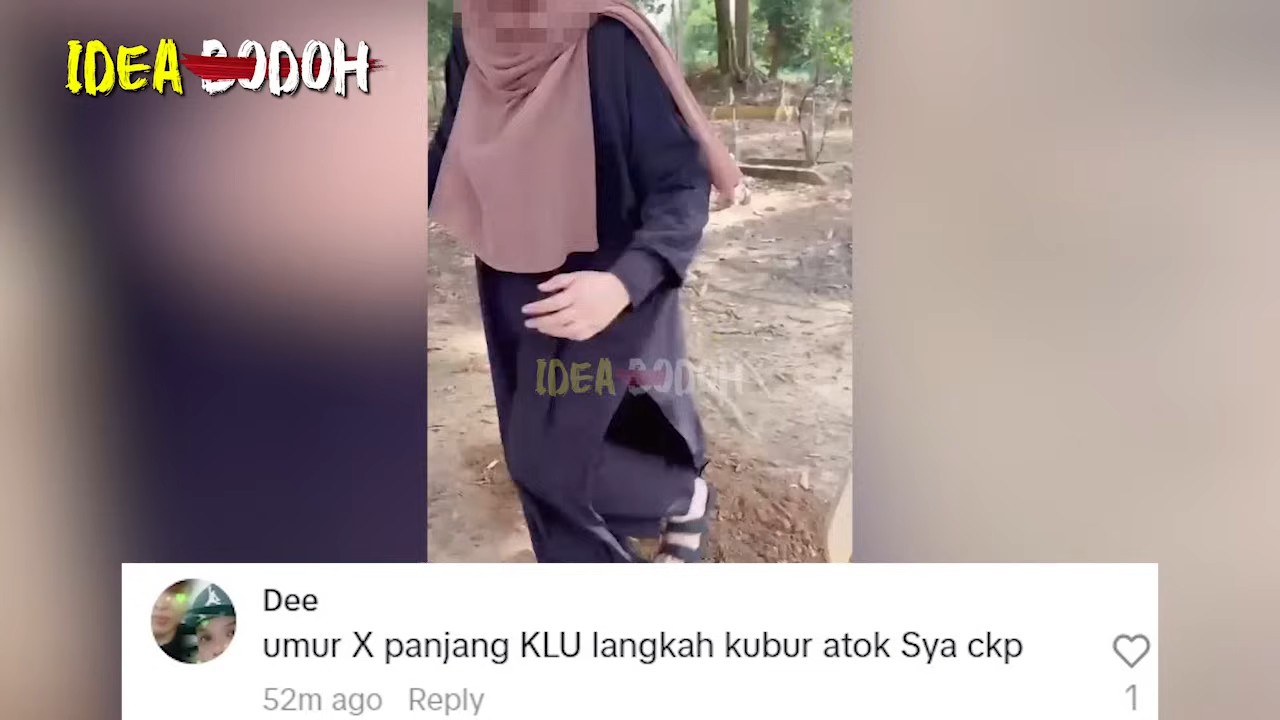 IDEA BODOH
IDEA BODOH
Dee
umur X panjang KLU langkah kubur atok Sya ckp
52m ago Reply
1